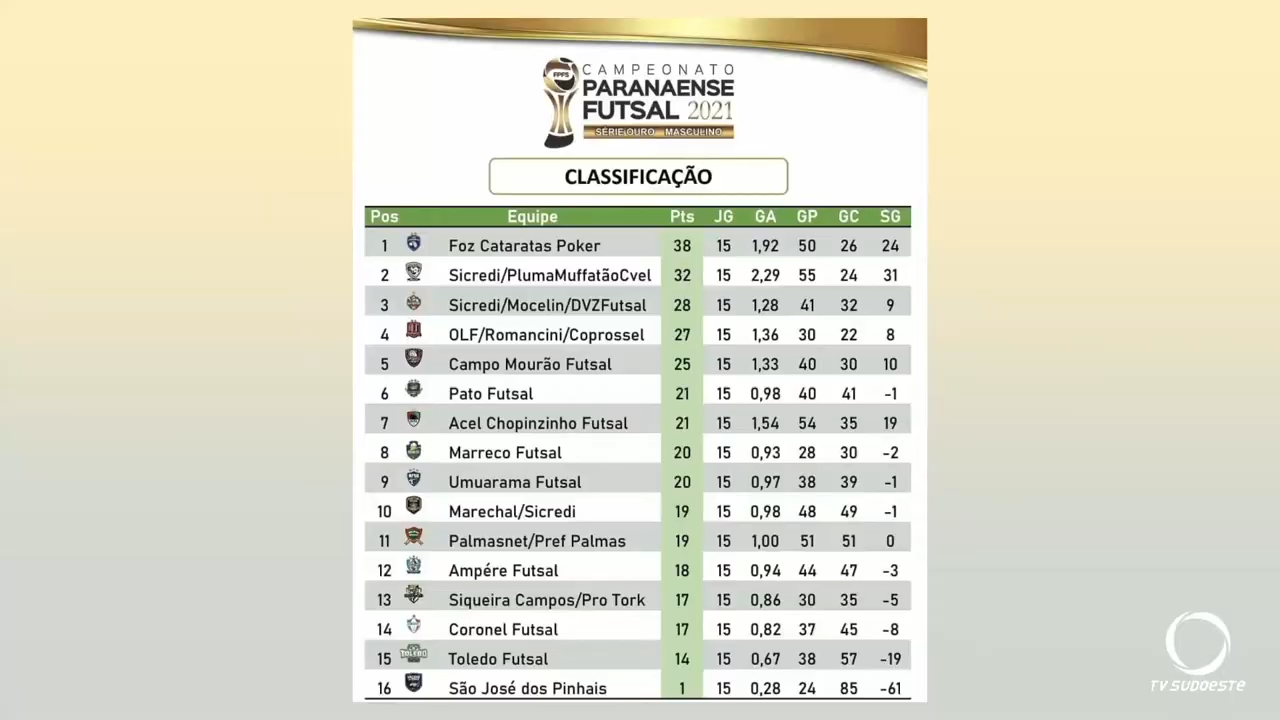 FPFS
CAMPEONATO
PARANAENSE
FUTSAL 2021
SÉRIE OURO MASCULINO
CLASSIFICAÇÃO
Pos Equipe Pts JG GA GP GC SG
1 Foz Cataratas Poker 38 15 1,92 50 26 24
2 Sicredi/PlumaMuffatãoCvel 32 15 2,29 55 24 31
3 Sicredi/Mocelin/DVZFutsal 28 15 1,28 41 32 9
4 OLF/Romancini/Coprossel 27 15 1,36 30 22 8
5 Campo Mourão Futsal 25 15 1,33 40 30 10
6 Pato Futsal 21 15 0,98 40 41 -1
7 Acel Chopinzinho Futsal 21 15 1,54 54 35 19
8 Marreco Futsal 20 15 0,93 28 30 -2
9 Umuarama Futsal 20 15 0,97 38 39 -1
10 Marechal/Sicredi 19 15 0,98 48 49 -1
11 Palmasnet/Pref Palmas 19 15 1,00 51 51 0
12 Ampére Futsal 18 15 0,94 44 47 -3
13 Siqueira Campos/Pro Tork 17 15 0,86 30 35 -5
14 Coronel Futsal 17 15 0,82 37 45 -8
15 TOLEDO Toledo Futsal 14 15 0,67 38 57 -19
16 São José dos Pinhais 1 15 0,28 24 85 -61
TV SUDOESTE